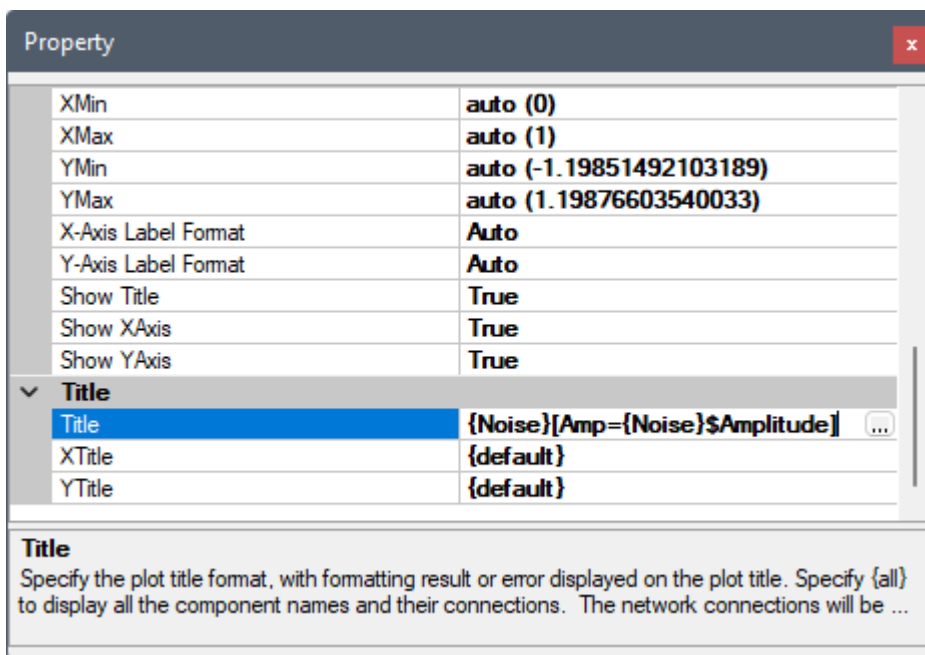 Property
x
XMin auto (0)
XMax auto (1)
YMin auto (-1.19851492103189)
YMax auto (1.19876603540033)
X-Axis Label Format Auto
Y-Axis Label Format Auto
Show Title True
Show XAxis True
Show YAxis True
Title
Title {Noise}[Amp={Noise}$Amplitude] ...
XTitle {default}
YTitle {default}
Title
Specify the plot title format, with formatting result or error displayed on the plot title. Specify {all}
to display all the component names and their connections.  The network connections will be ...